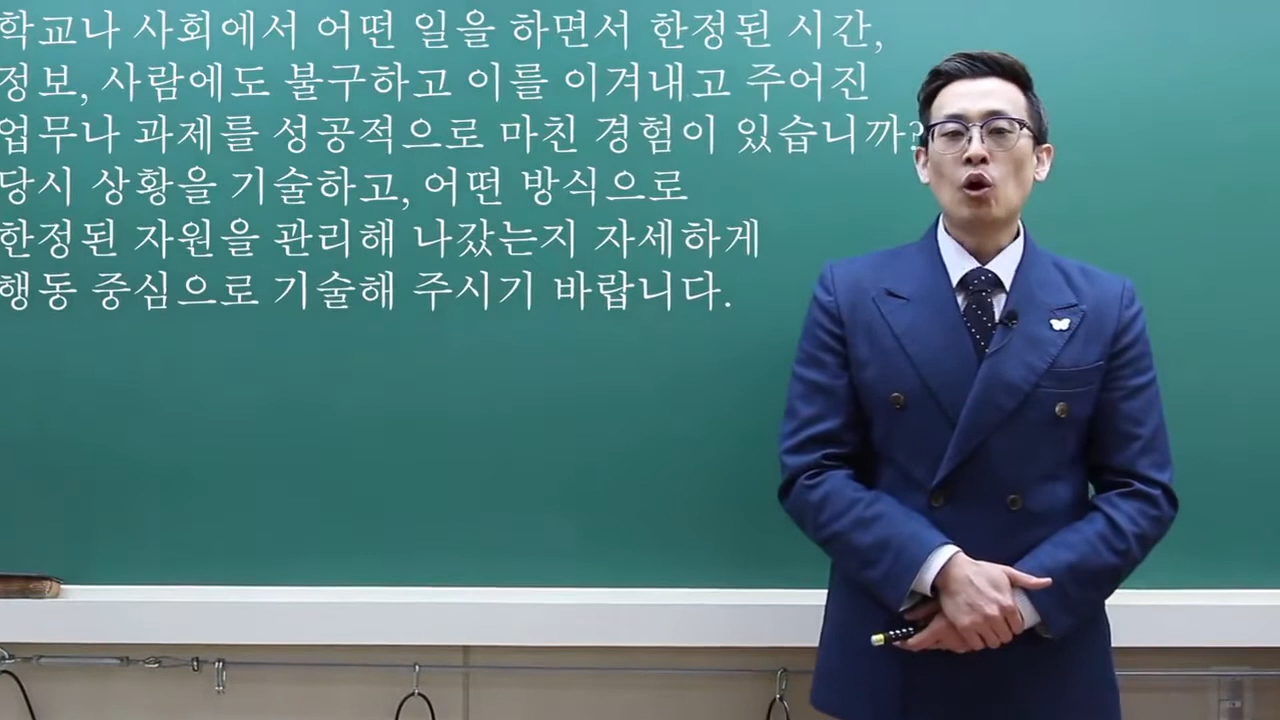 학교나 사회에서 어떤 일을 하면서 한정된 시간,
정보, 사람에도 불구하고 이를 이겨내고 주어진
업무나 과제를 성공적으로 마친 경험이 있습니까?
당시 상황을 기술하고, 어떤 방식으로
한정된 자원을 관리해 나갔는지 자세하게
행동 중심으로 기술해 주시기 바랍니다.